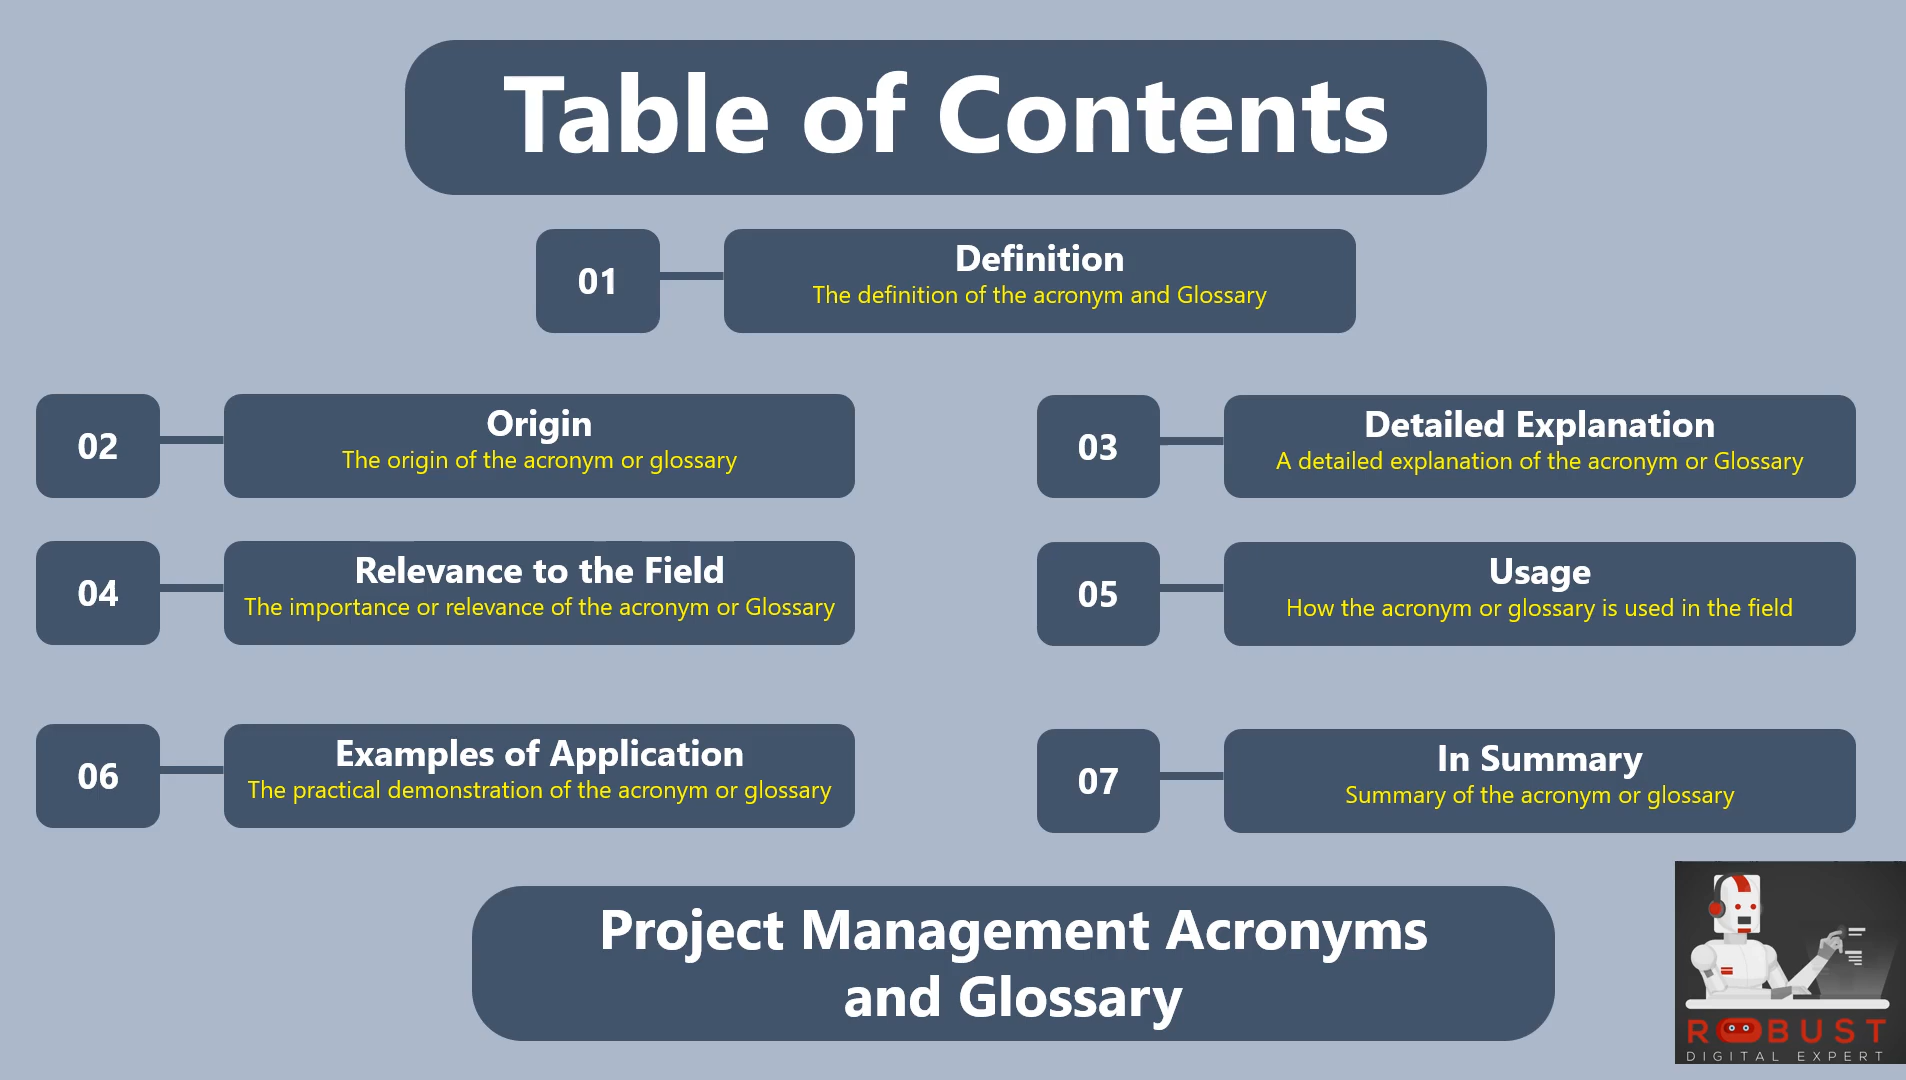 Table of Contents
01
Definition
The definition of the acronym and Glossary
02
Origin
The origin of the acronym or glossary
03
Detailed Explanation
A detailed explanation of the acronym or Glossary
04
Relevance to the Field
The importance or relevance of the acronym or Glossary
05
Usage
How the acronym or glossary is used in the field
06
Examples of Application
The practical demonstration of the acronym or glossary
07
In Summary
Summary of the acronym or glossary
Project Management Acronyms
and Glossary
ROBUST
DIGITAL EXPERT